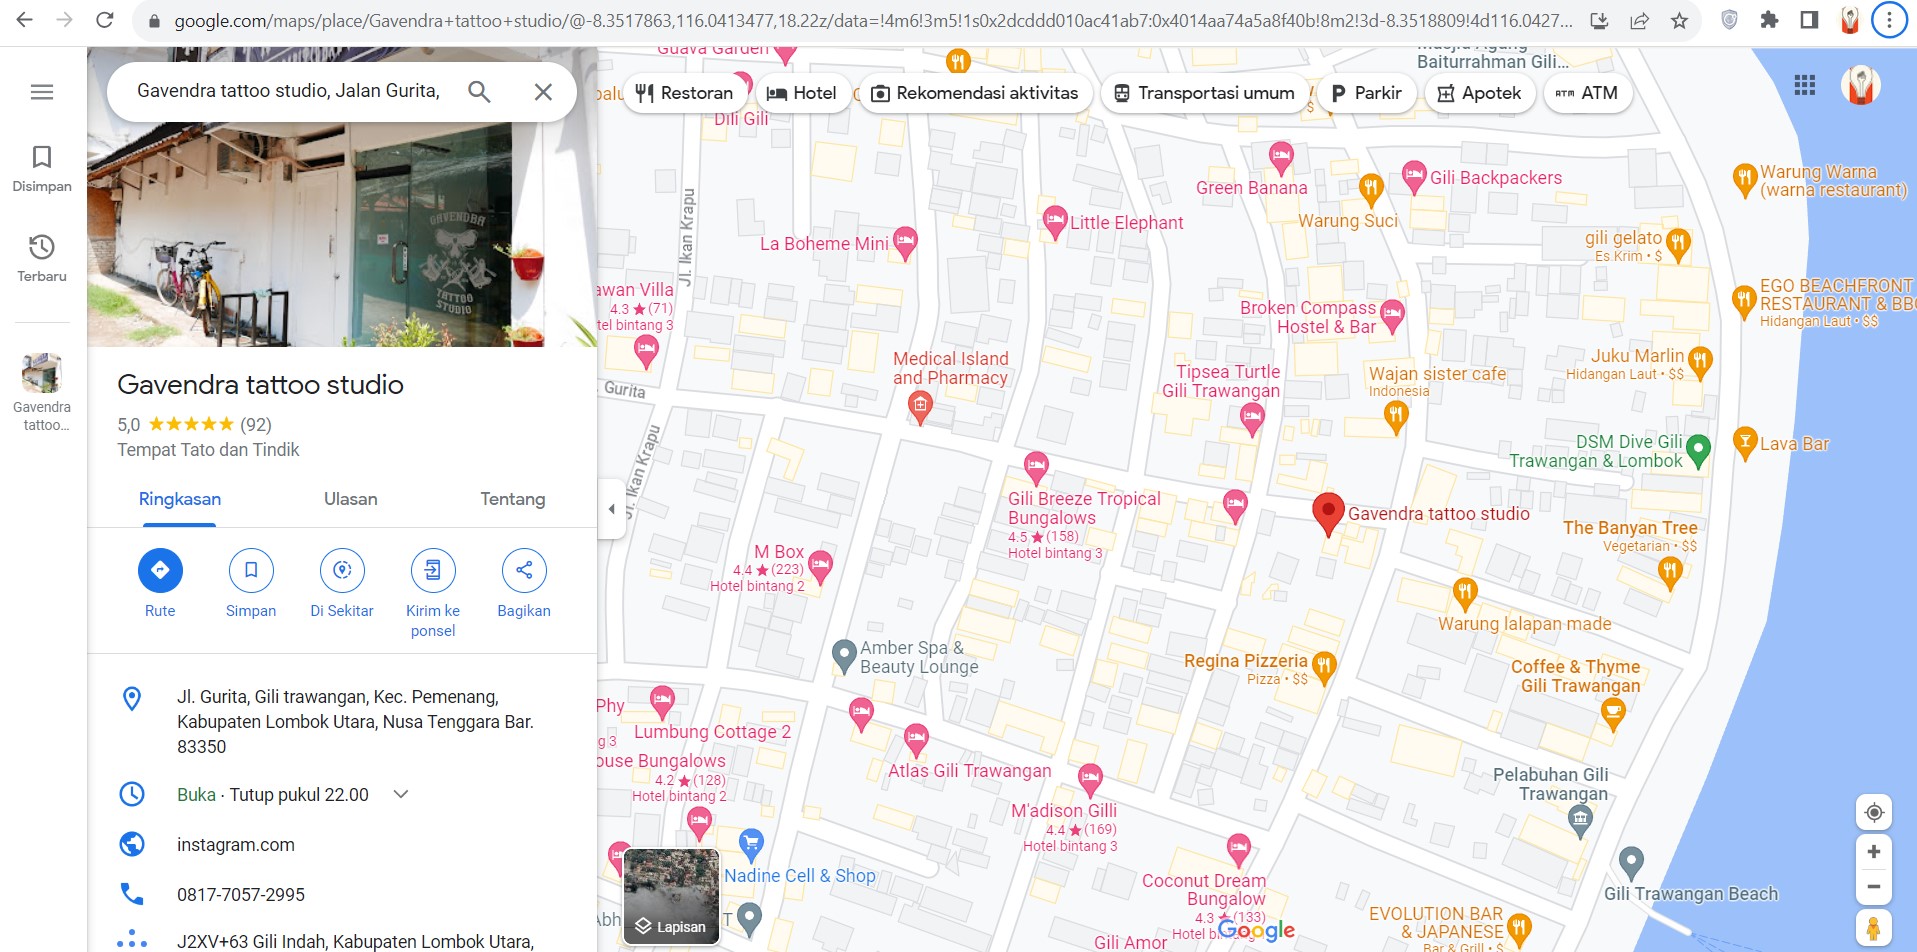 google.com/maps/place/Gavendra+tattoo+studio/@-8.3517863,116.0413477,18.22z/data=!4m6!3m5!1s0x2dcddd010ac41ab7:0x4014aa74a5a8f40b!8m2!3d-8.3518809!4d116.0427...
Disimpan
Terbaru
Gavendra
tattoo...
Gavendra tattoo studio, Jalan Gurita,
GAVENDRA
TATTOO
STUDIO
Gavendra tattoo studio
5,0 ★★★★★ (92)
Tempat Tato dan Tindik
Ringkasan
Ulasan
Tentang
Rute
Simpan
Di Sekitar
Kirim ke
ponsel
Bagikan
Jl. Gurita, Gili trawangan, Kec. Pemenang,
Kabupaten Lombok Utara, Nusa Tenggara Bar.
83350
Buka · Tutup pukul 22.00
instagram.com
0817-7057-2995
J2XV+63 Gili Indah, Kabupaten Lombok Utara,
Restoran
Hotel
Rekomendasi aktivitas
Transportasi umum
P Parkir
Apotek
ATM ATM
Guava Garden
Baiturrahman Gili...
Dili Gili
Jl. Ikan Krapu
La Boheme Mini
Little Elephant
Green Banana
Warung Suci
Gili Backpackers
Warung Warna
(warna restaurant)
gili gelato
Es Krim • $
EGO BEACHFRONT
RESTAURANT & BBQ
Hidangan Laut • $$
awan Villa
4.3 ★ (71)
tel bintang 3
Broken Compass
Hostel & Bar
Juku Marlin
Hidangan Laut • $$
Medical Island
and Pharmacy
Tipsea Turtle
Gili Trawangan
Wajan sister cafe
Indonesia
Gurita
Jl. Ikan Krapu
DSM Dive Gili
Trawangan & Lombok
Lava Bar
Gili Breeze Tropical
Bungalows
4.5 ★ (158)
Hotel bintang 3
Gavendra tattoo studio
The Banyan Tree
Vegetarian • $$
M Box
4.4 ★ (223)
Hotel bintang 2
Warung lalapan made
Amber Spa &
Beauty Lounge
Regina Pizzeria
Pizza • $$
Coffee & Thyme
Gili Trawangan
Phy
g 3
Lumbung Cottage 2
ouse Bungalows
4.2 ★ (128)
Hotel bintang 2
Atlas Gili Trawangan
M'adison Gilli
4.4 ★ (169)
Hotel bintang 3
Pelabuhan Gili
Trawangan
Nadine Cell & Shop
Coconut Dream
Bungalow
4.3 ★ (133)
Gili Trawangan Beach
Lapisan
Abh
T
Google
EVOLUTION BAR
& JAPANESE
Bar & Grill • $
Gili Amor